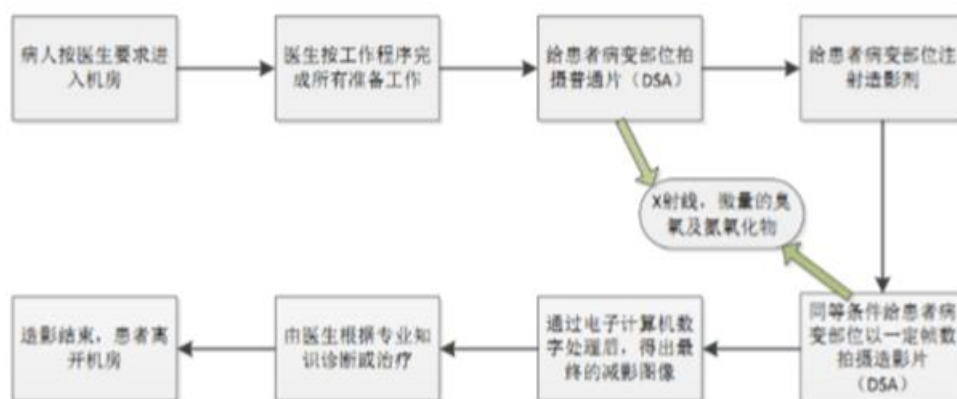 病人按医生要求进
入机房
医生按工作程序完
成所有准备工作
给患者病变部位拍
摄普通片（DSA）
给患者病变部位注
射造影剂
X射线，微量的臭
氧及氮氧化物
同等条件给患者病
变部位以一定帧数
拍摄造影片
（DSA）
通过电子计算机数
字处理后，得出最
终的减影图像
由医生根据专业知
识诊断或治疗
造影结束，患者离
开机房